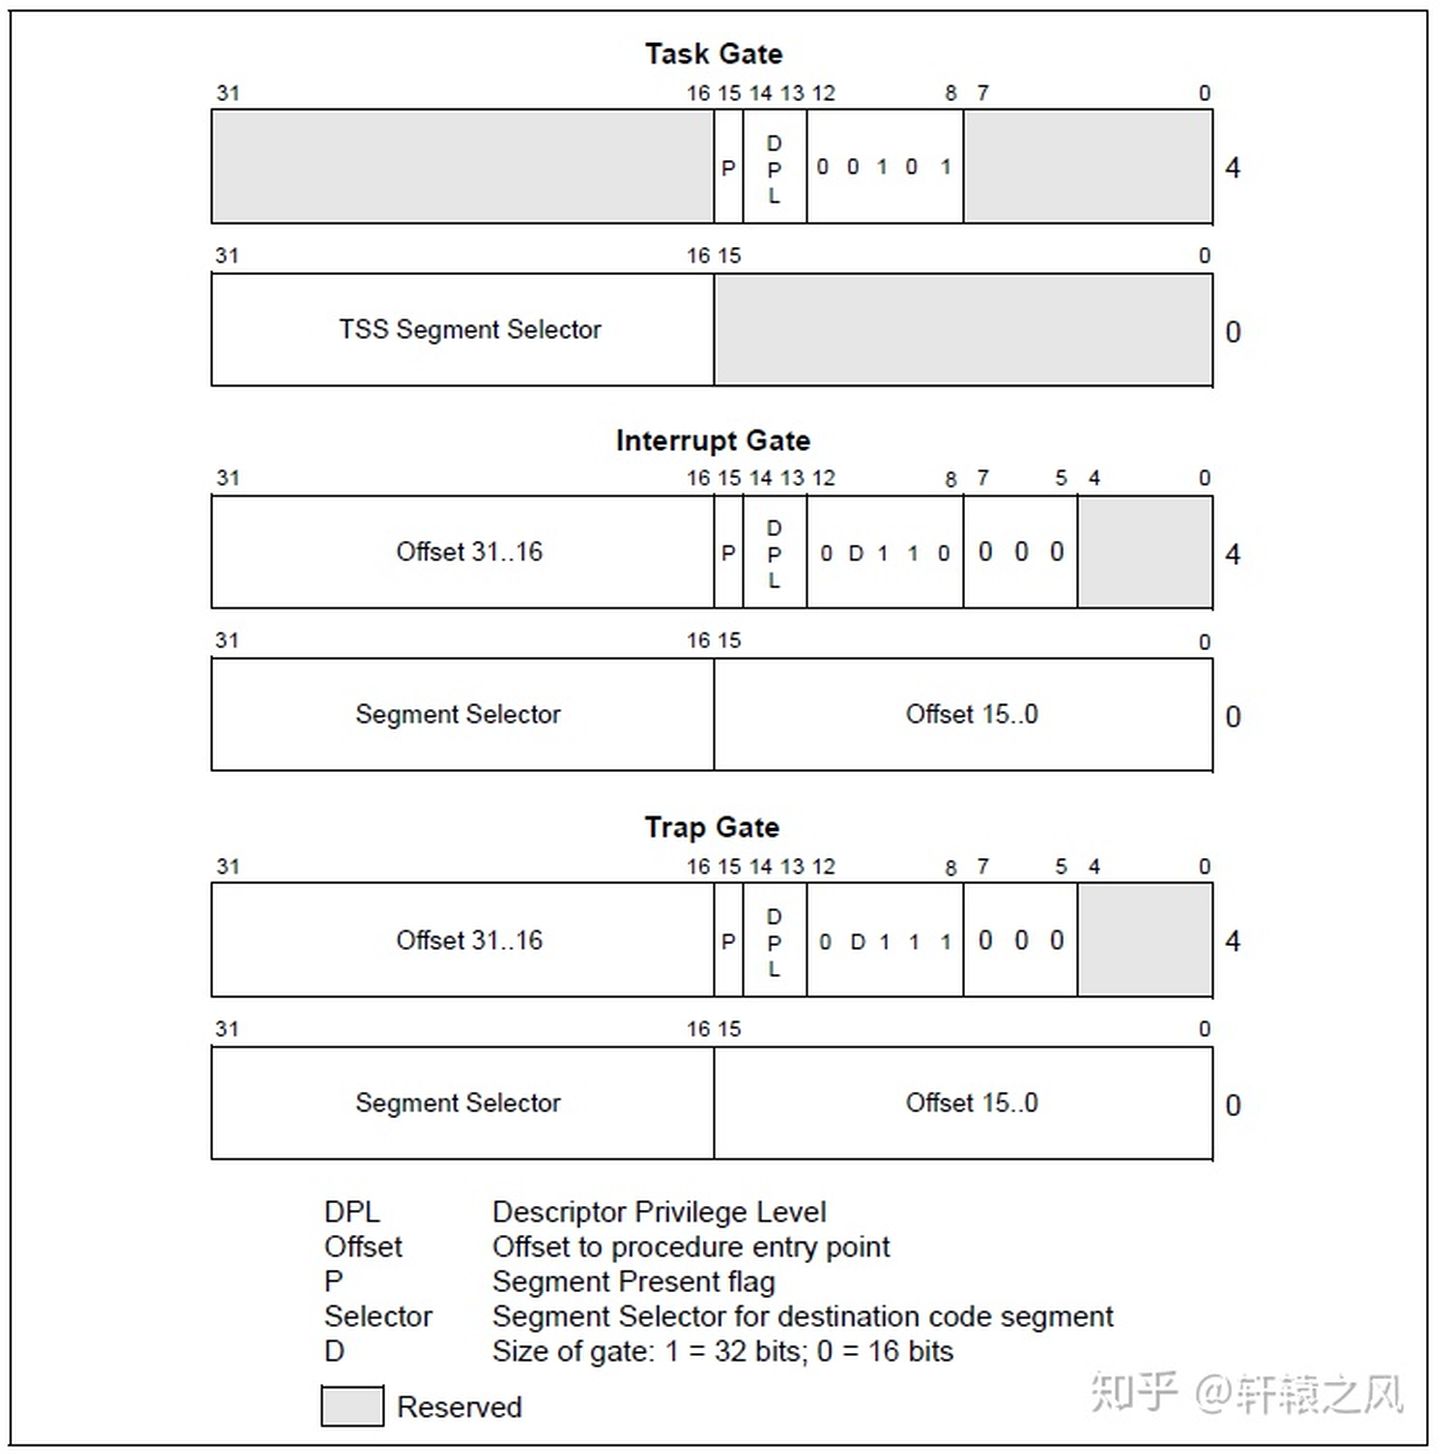 Task Gate
31 16 15 14 13 12 8 7 0
P D P L 0 0 1 0 1 4
31 16 15 0
TSS Segment Selector 0
Interrupt Gate
31 16 15 14 13 12 8 7 5 4 0
Offset 31..16 P D P L 0 D 1 1 0 0 0 0 4
31 16 15 0
Segment Selector Offset 15..0 0
Trap Gate
31 16 15 14 13 12 8 7 5 4 0
Offset 31..16 P D P L 0 D 1 1 1 0 0 0 4
31 16 15 0
Segment Selector Offset 15..0 0
DPL Descriptor Privilege Level
Offset Offset to procedure entry point
P Segment Present flag
Selector Segment Selector for destination code segment
D Size of gate: 1 = 32 bits; 0 = 16 bits
Reserved
知乎 @轩辕之风